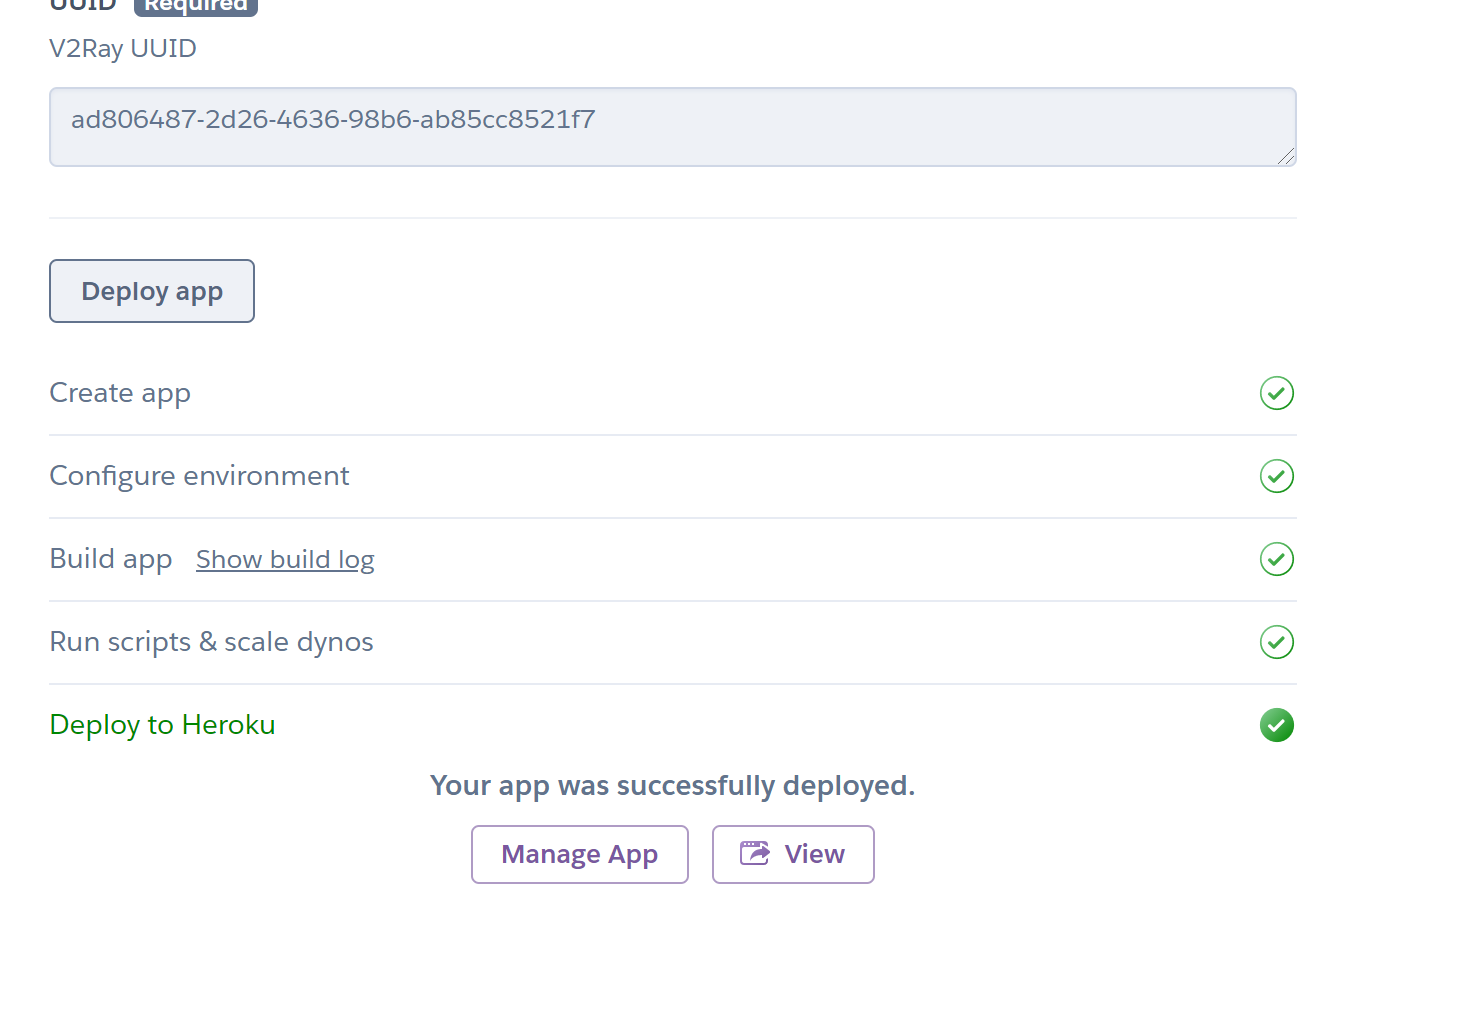 UUID Required
V2Ray UUID
ad806487-2d26-4636-98b6-ab85cc8521f7
Deploy app
Create app
Configure environment
Build app Show build log
Run scripts & scale dynos
Deploy to Heroku
Your app was successfully deployed.
Manage App View